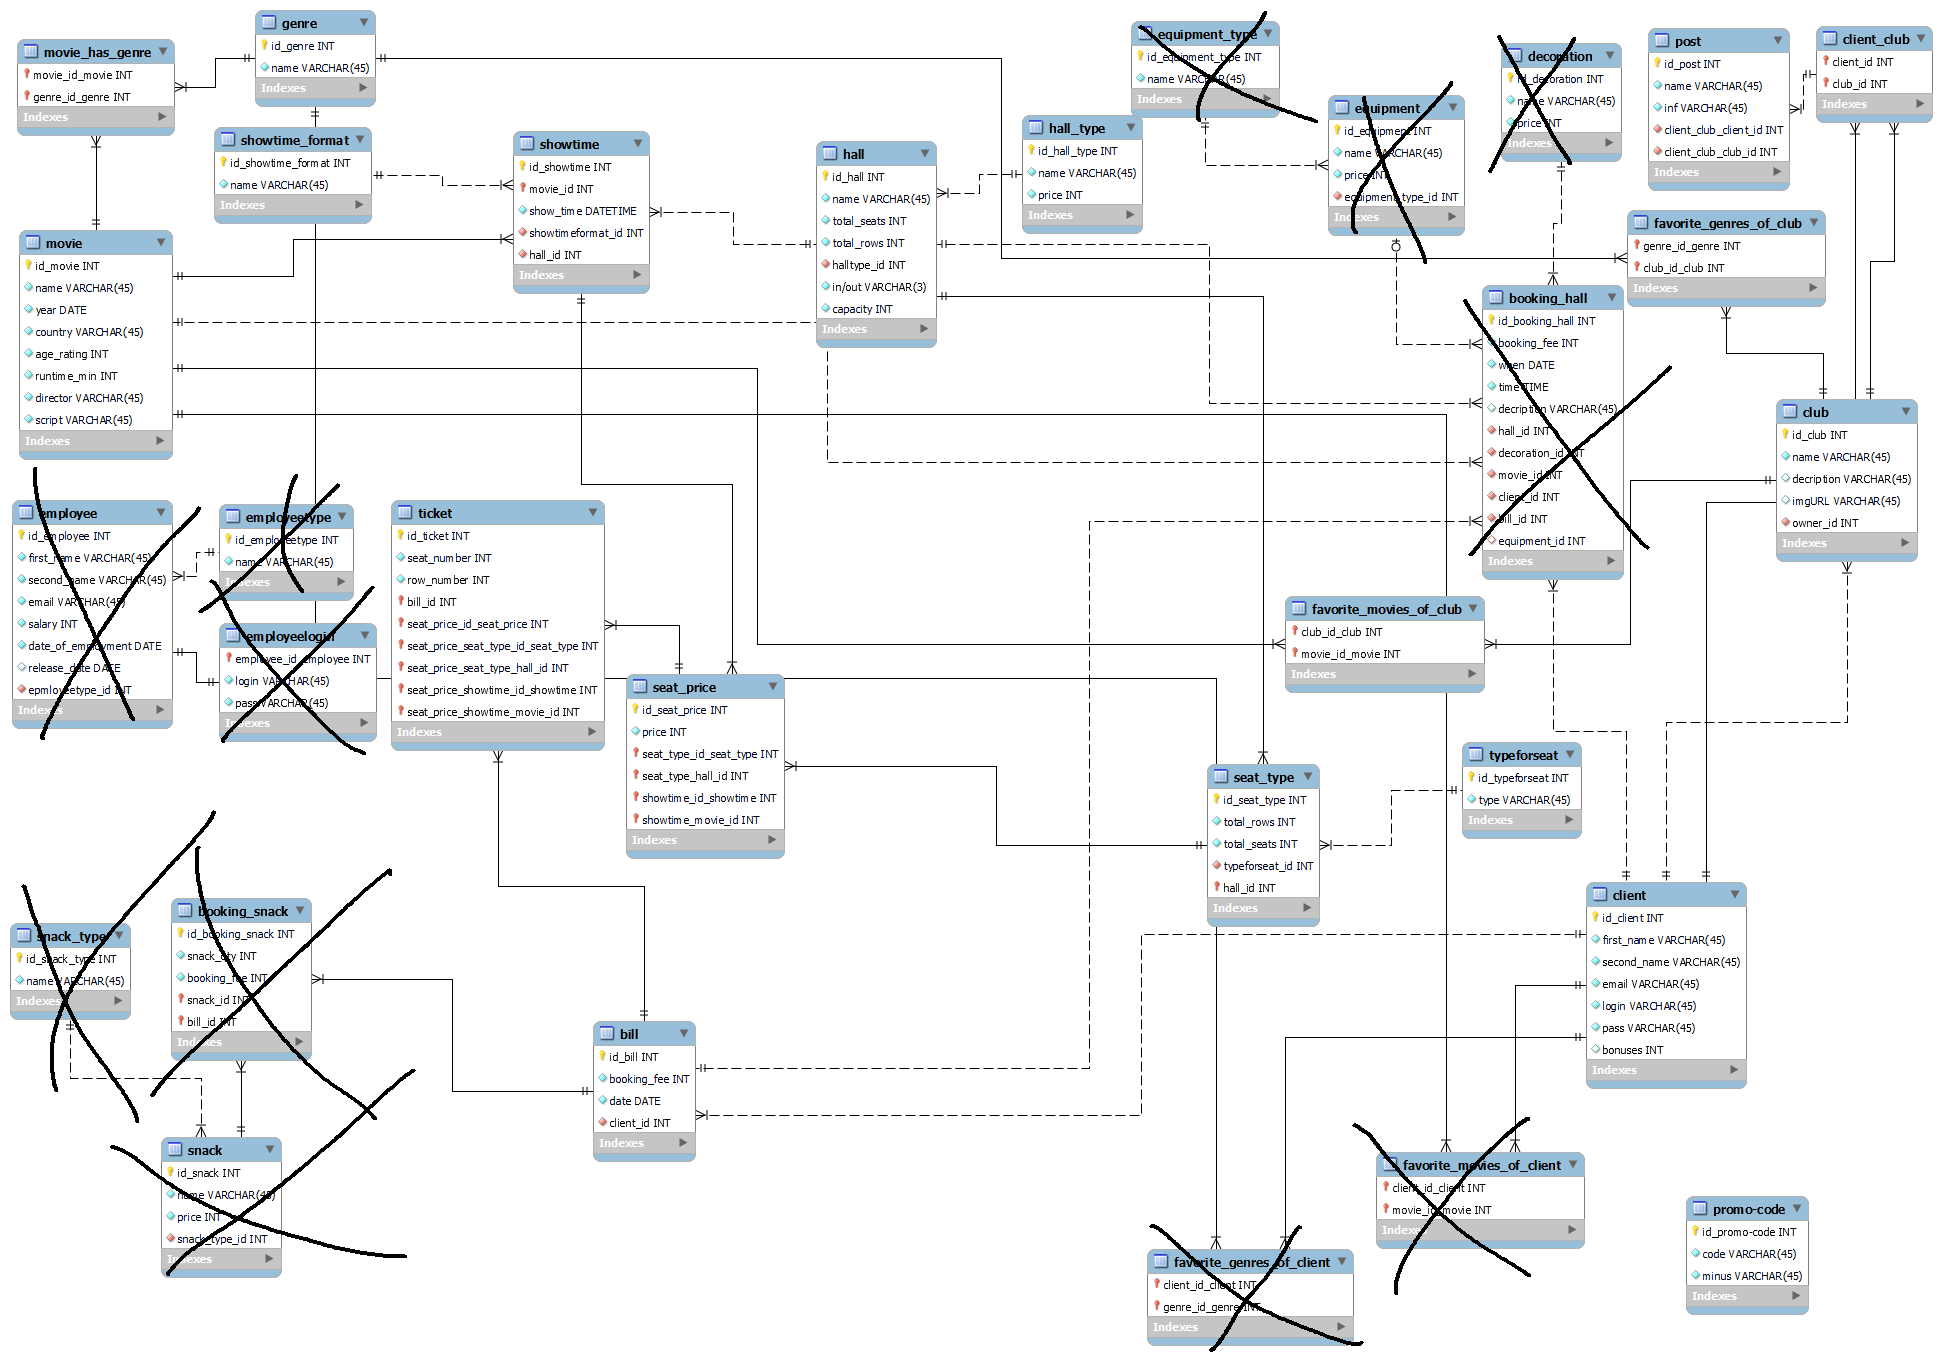 movie_has_genre
movie_id_movie INT
genre_id_genre INT
Indexes
genre
id_genre INT
name VARCHAR(45)
Indexes
showtime_format
id_showtime_format INT
name VARCHAR(45)
Indexes
showtime
id_showtime INT
movie_id INT
show_time DATETIME
showtimeformat_id INT
hall_id INT
Indexes
hall
id_hall INT
name VARCHAR(45)
total_seats INT
total_rows INT
halltype_id INT
in/out VARCHAR(3)
capacity INT
Indexes
hall_type
id_hall_type INT
name VARCHAR(45)
price INT
Indexes
equipment_type
id_equipment_type INT
name VARCHAR(45)
Indexes
equipment
id_equipment INT
name VARCHAR(45)
price INT
equipment_type_id INT
Indexes
decoration
id_decoration INT
name VARCHAR(45)
price INT
Indexes
post
id_post INT
name VARCHAR(45)
inf VARCHAR(45)
client_club_client_id INT
client_club_club_id INT
Indexes
client_club
client_id INT
club_id INT
Indexes
favorite_genres_of_club
genre_id_genre INT
club_id_club INT
Indexes
movie
id_movie INT
name VARCHAR(45)
year DATE
country VARCHAR(45)
age_rating INT
runtime_min INT
director VARCHAR(45)
script VARCHAR(45)
Indexes
booking_hall
id_booking_hall INT
booking_fee INT
when DATE
time TIME
decription VARCHAR(45)
hall_id INT
decoration_id INT
movie_id INT
client_id INT
bill_id INT
equipment_id INT
Indexes
club
id_club INT
name VARCHAR(45)
decription VARCHAR(45)
imgURL VARCHAR(45)
owner_id INT
Indexes
employee
id_employee INT
first_name VARCHAR(45)
second_name VARCHAR(45)
email VARCHAR(45)
salary INT
date_of_employment DATE
release_date DATE
epmloyeetype_id INT
Indexes
employeetype
id_employeetype INT
name VARCHAR(45)
Indexes
employeelogin
employee_id_employee INT
login VARCHAR(45)
pass VARCHAR(45)
Indexes
ticket
id_ticket INT
seat_number INT
row_number INT
bill_id INT
seat_price_id_seat_price INT
seat_price_seat_type_id_seat_type INT
seat_price_seat_type_hall_id INT
seat_price_showtime_id_showtime INT
seat_price_showtime_movie_id INT
Indexes
seat_price
id_seat_price INT
price INT
seat_type_id_seat_type INT
seat_type_hall_id INT
showtime_id_showtime INT
showtime_movie_id INT
Indexes
favorite_movies_of_club
club_id_club INT
movie_id_movie INT
Indexes
seat_type
id_seat_type INT
total_rows INT
total_seats INT
typeforseat_id INT
hall_id INT
Indexes
typeforseat
id_typeforseat INT
type VARCHAR(45)
Indexes
client
id_client INT
first_name VARCHAR(45)
second_name VARCHAR(45)
email VARCHAR(45)
login VARCHAR(45)
pass VARCHAR(45)
bonuses INT
Indexes
snack_type
id_snack_type INT
name VARCHAR(45)
Indexes
booking_snack
id_booking_snack INT
snack_qty INT
booking_fee INT
snack_id INT
bill_id INT
Indexes
snack
id_snack INT
name VARCHAR(45)
price INT
snack_type_id INT
Indexes
bill
id_bill INT
booking_fee INT
date DATE
client_id INT
Indexes
favorite_movies_of_client
client_id_client INT
movie_id_movie INT
Indexes
favorite_genres_of_client
client_id_client INT
genre_id_genre INT
Indexes
promo-code
id_promo-code INT
code VARCHAR(45)
minus VARCHAR(45)
Indexes